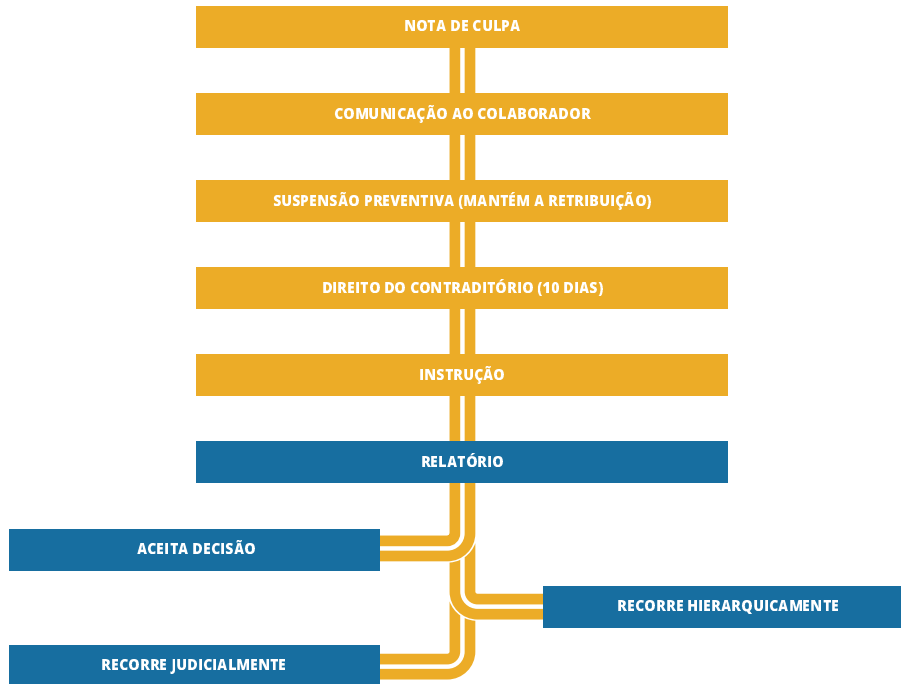 NOTA DE CULPA
COMUNICAÇÃO AO COLABORADOR
SUSPENSÃO PREVENTIVA (MANTÉM A RETRIBUIÇÃO)
DIREITO DO CONTRADITÓRIO (10 DIAS)
INSTRUÇÃO
RELATÓRIO
ACEITA DECISÃO
RECORRE HIERARQUICAMENTE
RECORRE JUDICIALMENTE